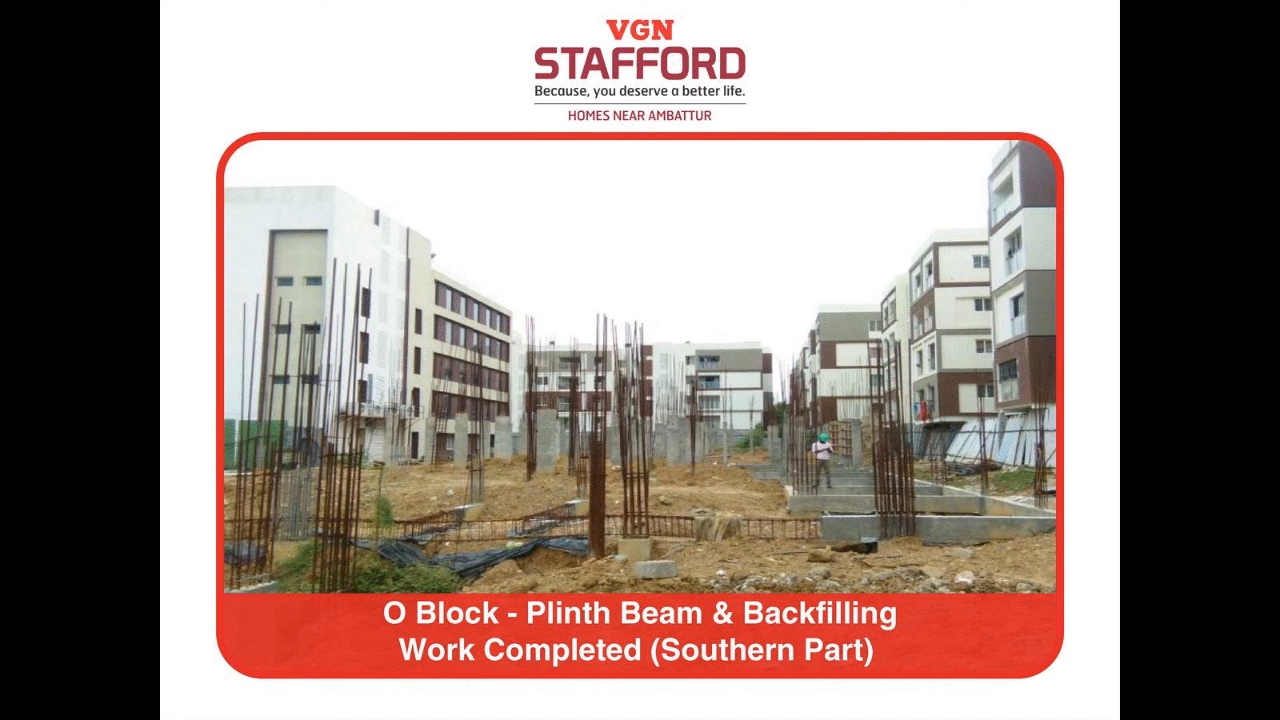 VGN
STAFFORD
Because, you deserve a better life.
HOMES NEAR AMBATTUR
O Block - Plinth Beam & Backfilling
Work Completed (Southern Part)